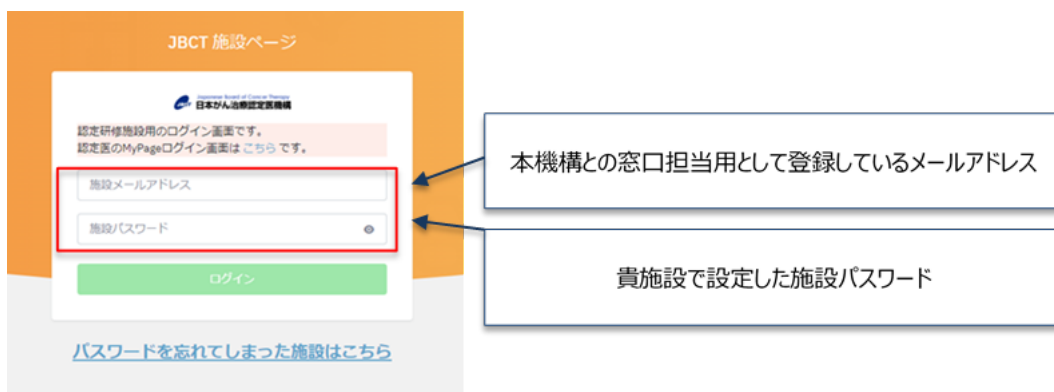 JBCT 施設ページ
Japanese Board of Cancer Therapy
日本がん治療認定医機構
認定研修施設用のログイン画面です。
認定医のMyPageログイン画面は こちら です。
施設メールアドレス
施設パスワード
ログイン
パスワードを忘れてしまった施設はこちら
本機構との窓口担当用として登録しているメールアドレス
貴施設で設定した施設パスワード